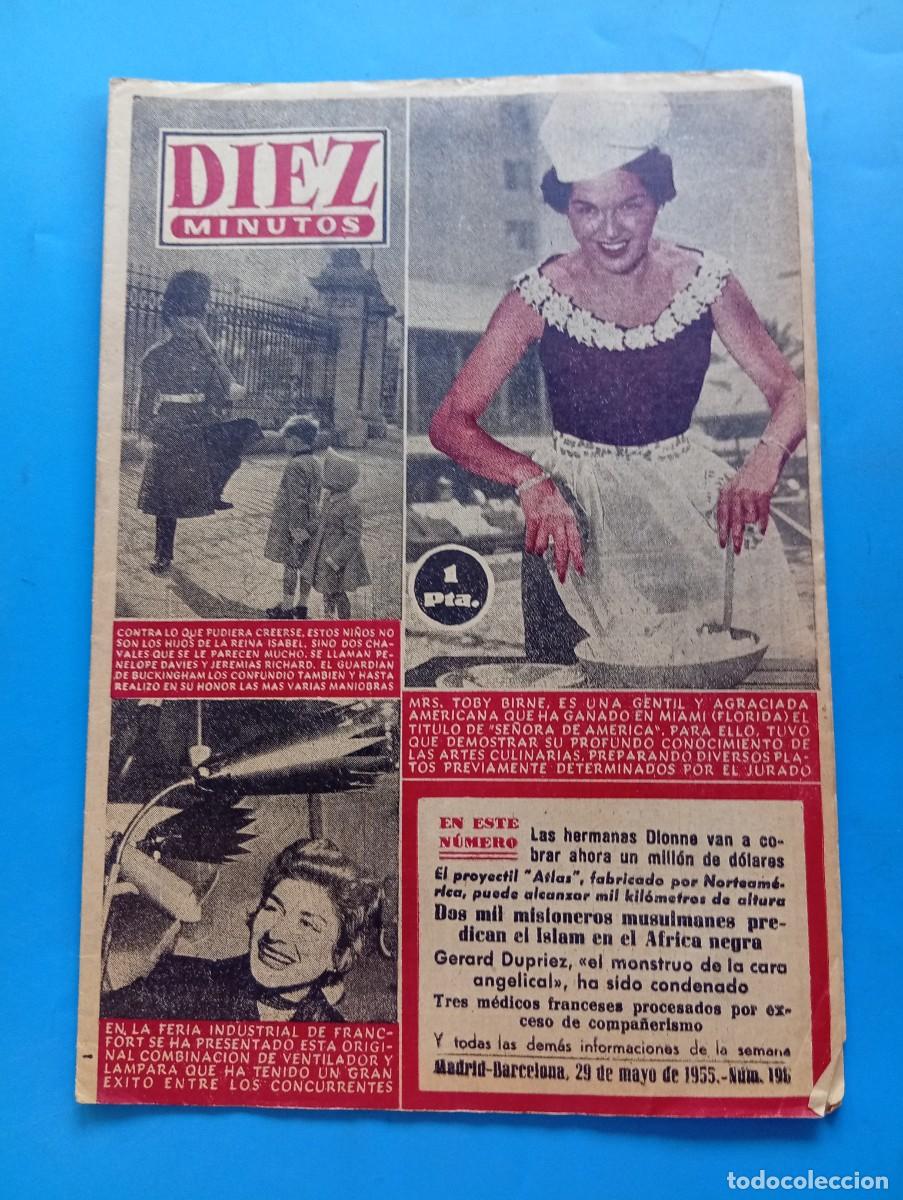 DIEZ
MINUTOS
1
Pta.
CONTRA LO QUE PUDIERA CREERSE, ESTOS NIÑOS NO
SON LOS HIJOS DE LA REINA ISABEL, SINO DOS CHA-
VALES QUE SE LE PARECEN MUCHO. SE LLAMAN PE-
NELOPE DAVIES Y JEREMIAS RICHARD. EL GUARDIAN
DE BUCKINGHAM LOS CONFUNDIO TAMBIEN Y HASTA
REALIZO EN SU HONOR LAS MAS VARIAS MANIOBRAS
MRS. TOBY BIRNE, ES UNA GENTIL Y AGRACIADA
AMERICANA QUE HA GANADO EN MIAMI (FLORIDA) EL
TITULO DE "SEÑORA DE AMERICA". PARA ELLO, TUVO
QUE DEMOSTRAR SU PROFUNDO CONOCIMIENTO DE
LAS ARTES CULINARIAS, PREPARANDO DIVERSOS PLA-
TOS PREVIAMENTE DETERMINADOS POR EL JURADO
EN LA FERIA INDUSTRIAL DE FRANC-
FORT SE HA PRESENTADO ESTA ORIGI-
NAL COMBINACION DE VENTILADOR Y
LAMPARA QUE HA TENIDO UN GRAN
EXITO ENTRE LOS CONCURRENTES
EN ESTE
NÚMERO
Las hermanas Dionne van a co-
brar ahora un millón de dólares
El proyectil "Atlas", fabricado por Norteamé-
rica, puede alcanzar mil kilómetros de altura
Dos mil misioneros musulmanes pre-
dican el Islam en el Africa negra
Gerard Dupriez, «el monstruo de la cara
angelical», ha sido condenado
Tres médicos franceses procesados por ex-
ceso de compañerismo
Y todas las demás informaciones de la semana
Madrid-Barcelona, 29 de mayo de 1955.-Núm. 196
todocoleccion